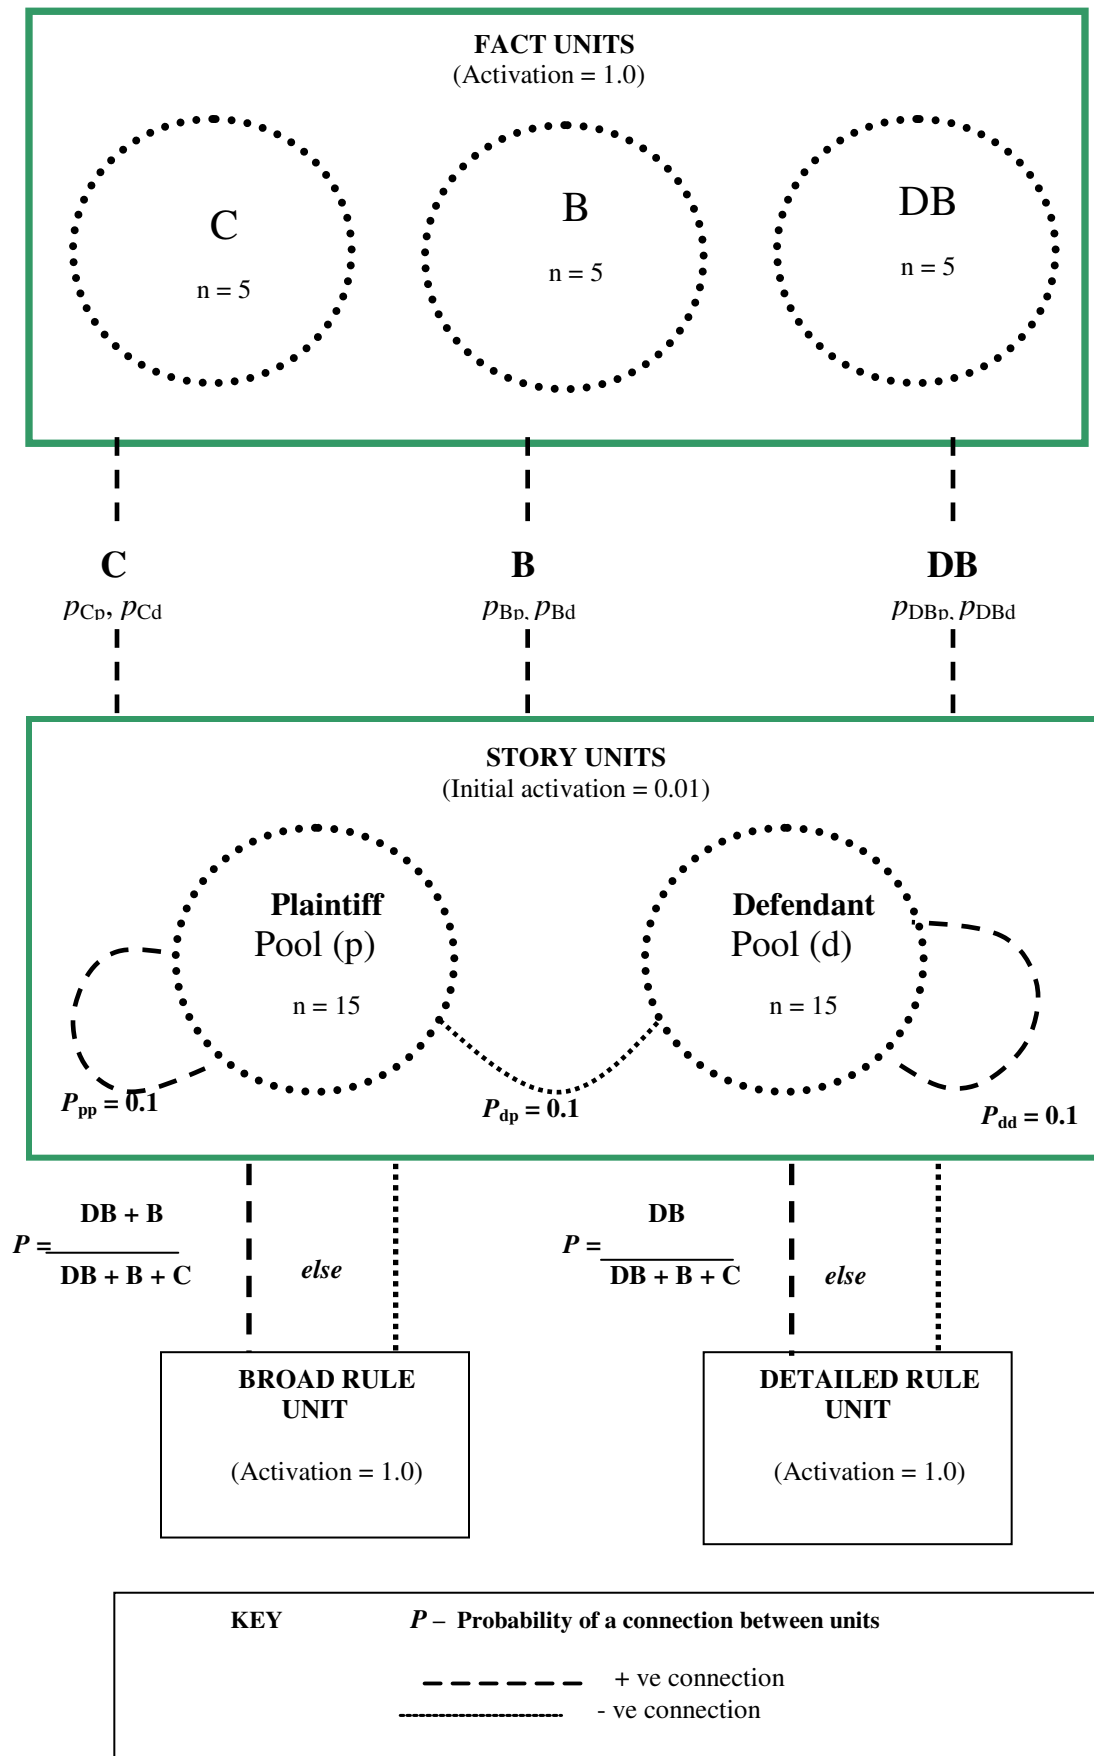 FACT UNITS
(Activation = 1.0)
C
B
DB
n = 5
n = 5
n = 5
C
B
DB
pCp, pCd
pBp, pBd
pDBp, pDBd
STORY UNITS
(Initial activation = 0.01)
Plaintiff
Pool (p)
n = 15
Defendant
Pool (d)
n = 15
Ppp = 0.1
Pdp = 0.1
Pdd = 0.1
DB + B
P =
DB + B + C
else
DB
P =
DB + B + C
else
BROAD RULE
UNIT
(Activation = 1.0)
DETAILED RULE
UNIT
(Activation = 1.0)
KEY
P – Probability of a connection between units
+ ve connection
- ve connection